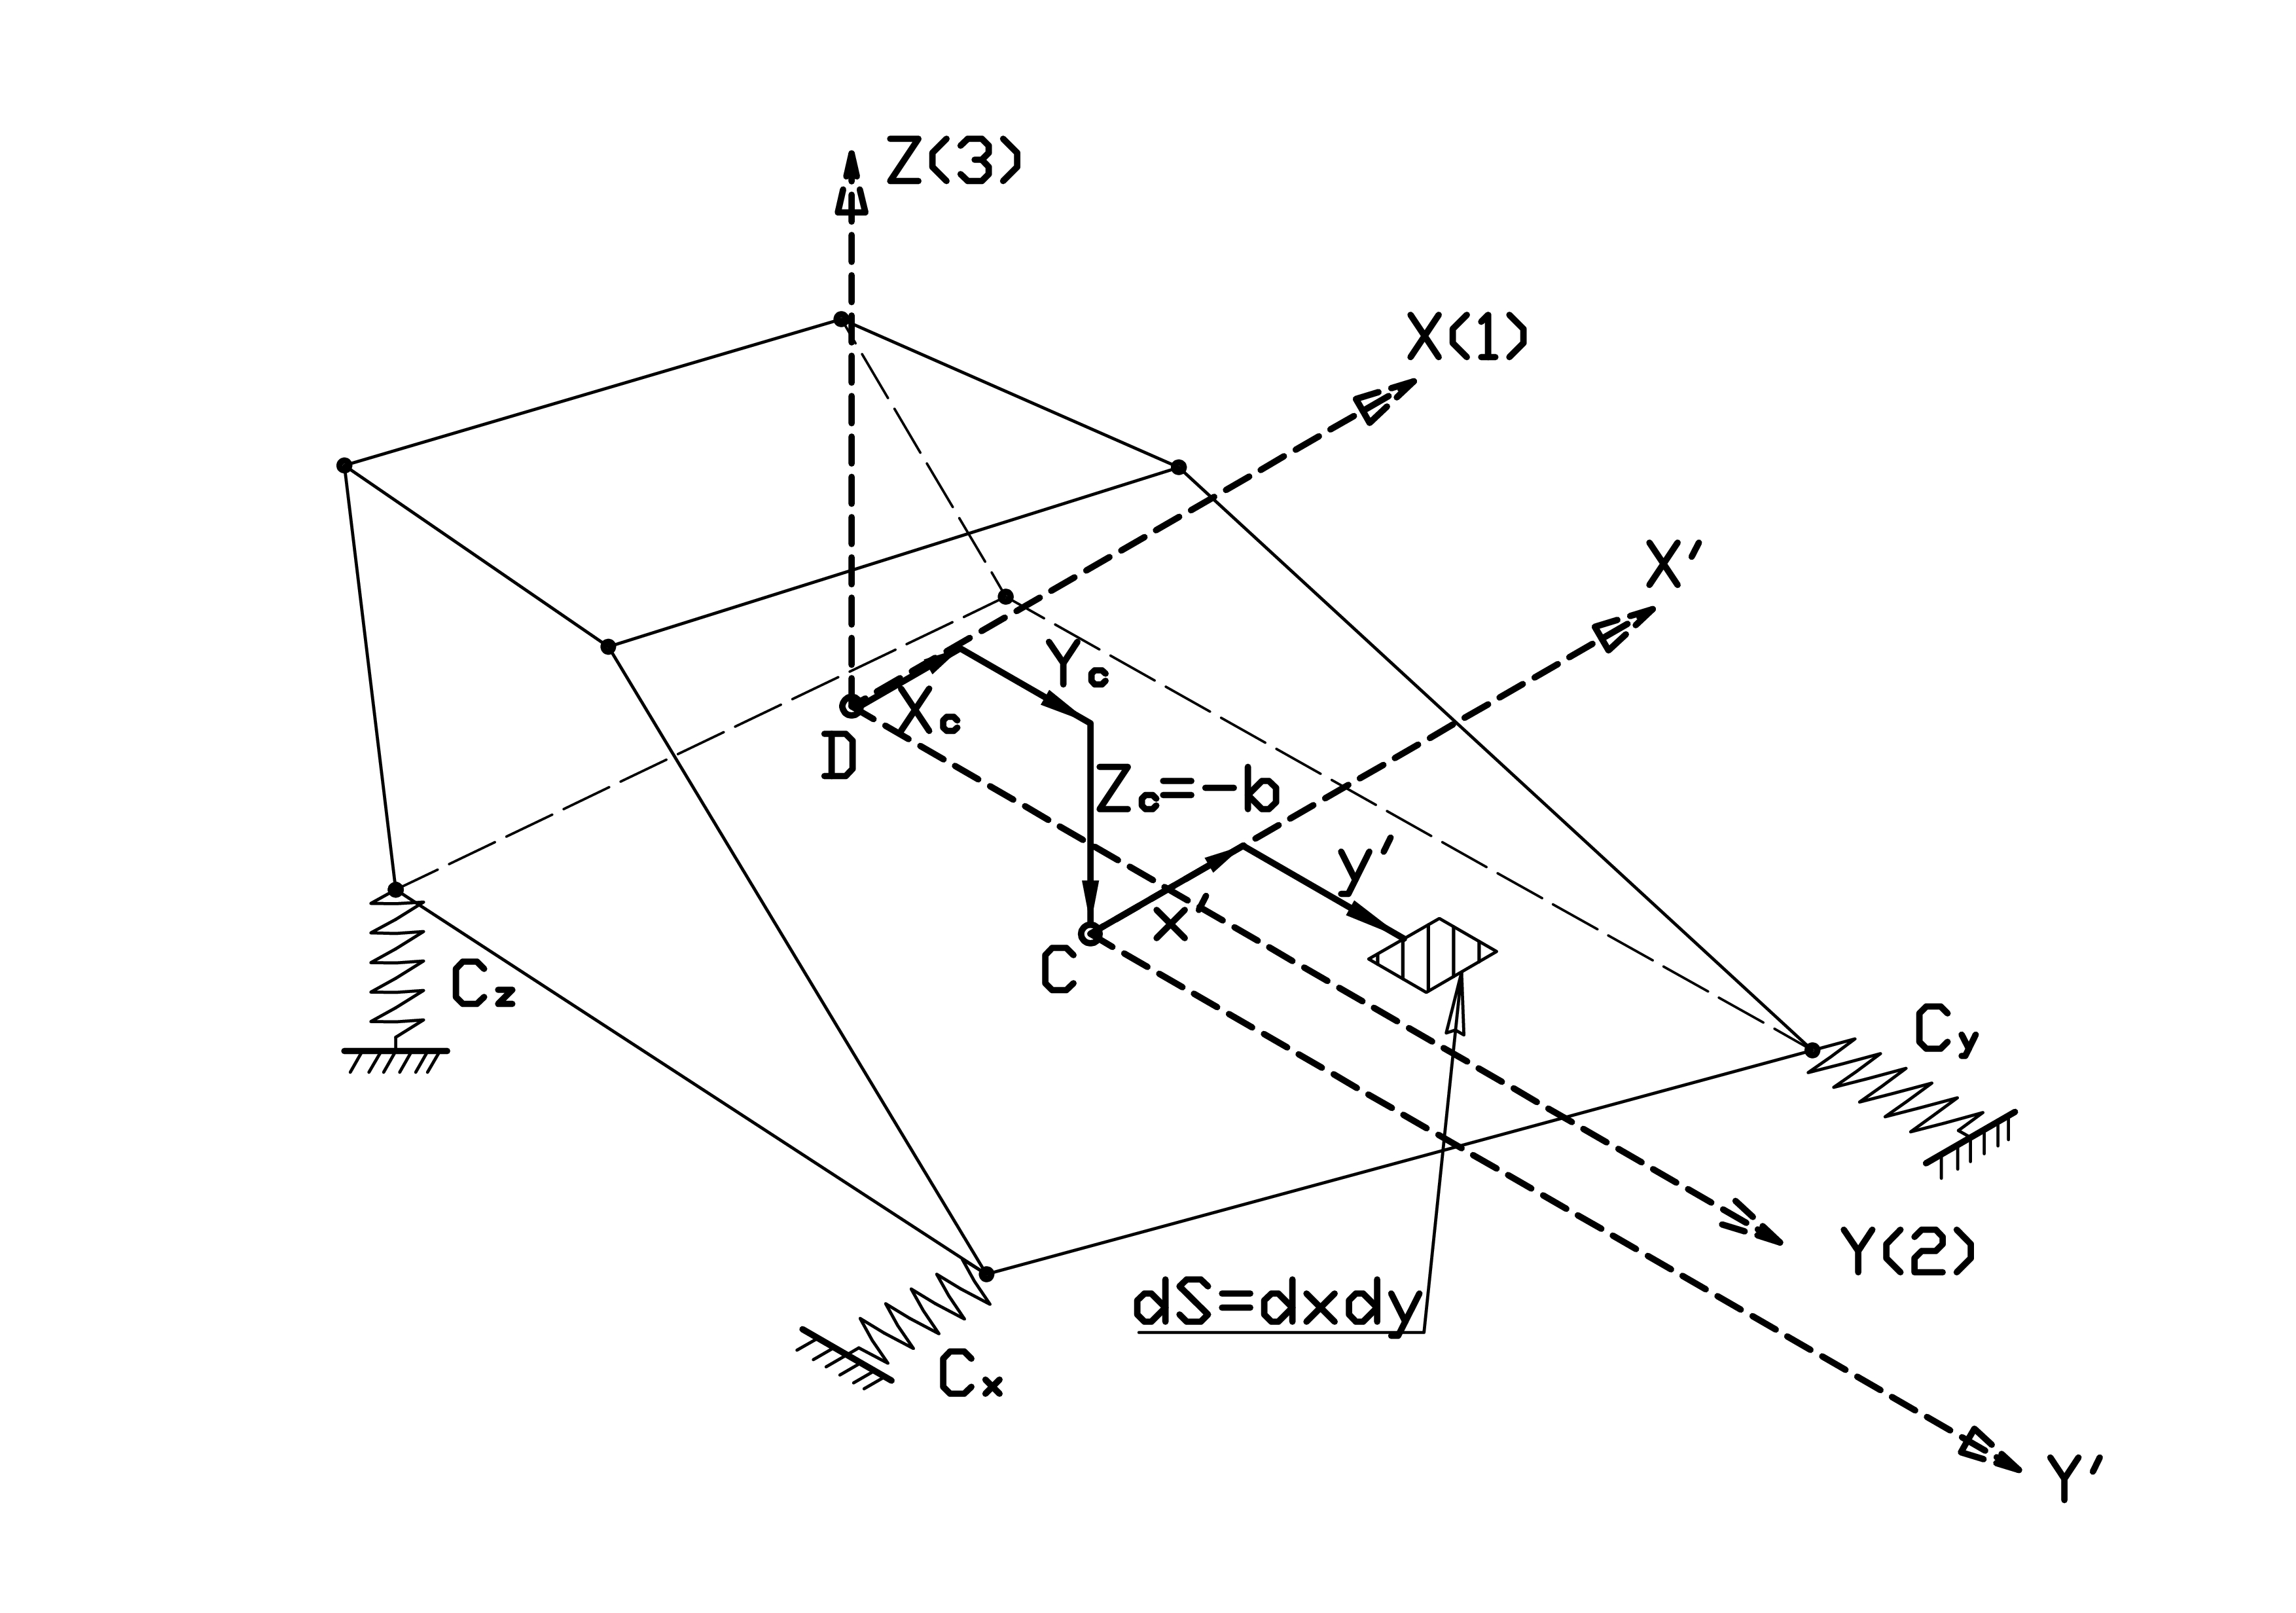 Z(3)
X(1)
X'
Yc
Xc
D
Zc=-b
y'
x'
C
Cz
Cy
Y(2)
dS=dxdy
Cx
Y'